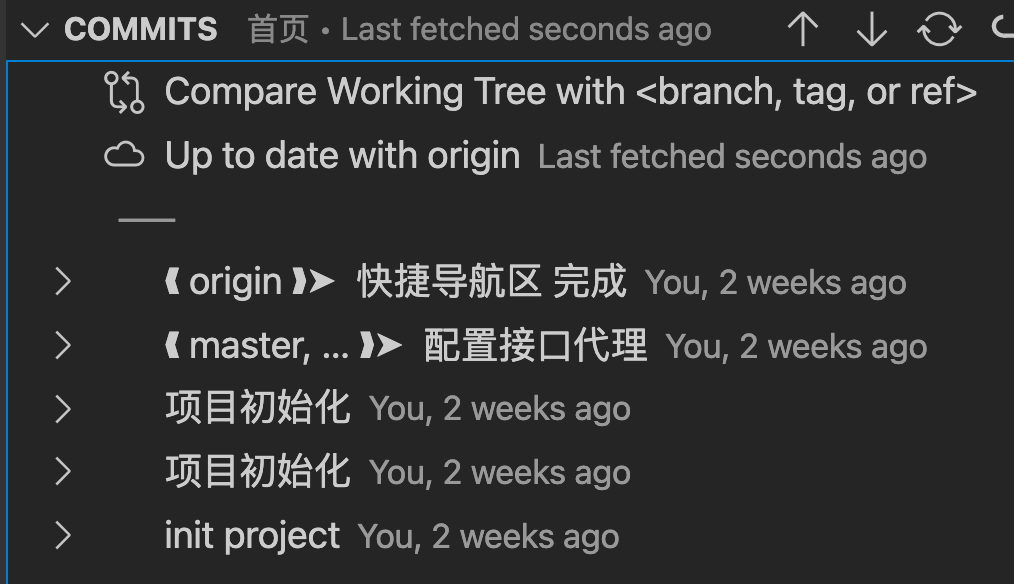 COMMITS 首页 • Last fetched seconds ago
Compare Working Tree with <branch, tag, or ref>
Up to date with origin Last fetched seconds ago
⟪ origin ⟫➤ 快捷导航区 完成 You, 2 weeks ago
⟪ master, ... ⟫➤ 配置接口代理 You, 2 weeks ago
项目初始化 You, 2 weeks ago
项目初始化 You, 2 weeks ago
init project You, 2 weeks ago